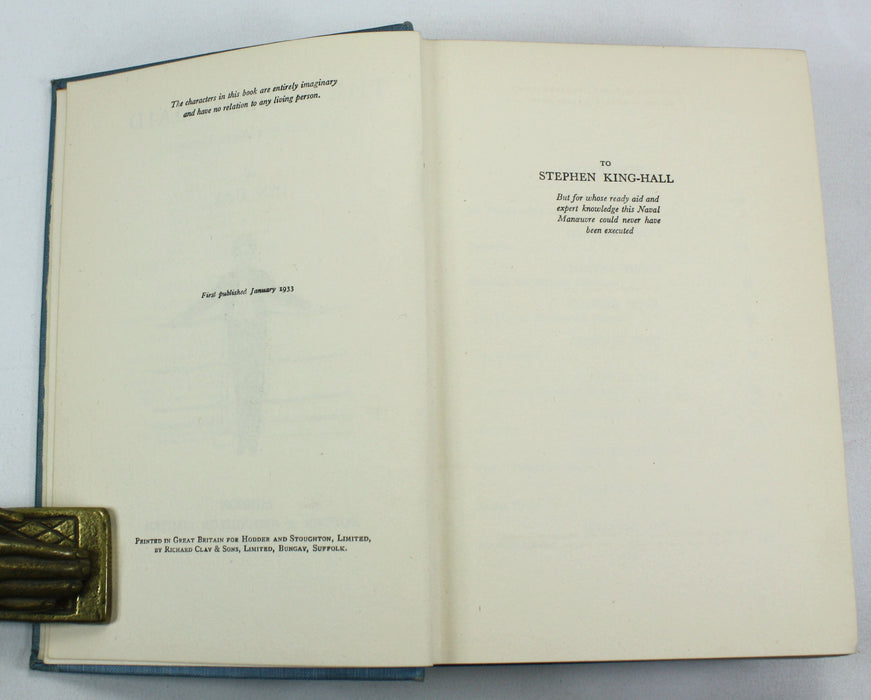 The characters in this book are entirely imaginary
and have no relation to any living person.
First published January 1933
Printed in Great Britain for Hodder and Stoughton, Limited,
by Richard Clay & Sons, Limited, Bungay, Suffolk.
TO
STEPHEN KING-HALL
But for whose ready aid and
expert knowledge this Naval
Manœuvre could never have
been executed